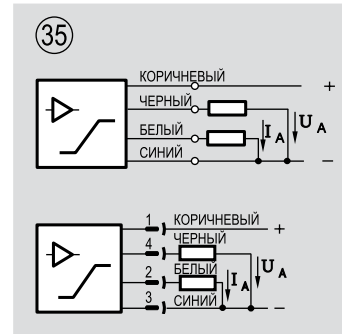 35
КОРИЧНЕВЫЙ +
ЧЕРНЫЙ
U A
БЕЛЫЙ
I A
СИНИЙ −
1 КОРИЧНЕВЫЙ +
4 ЧЕРНЫЙ
2 БЕЛЫЙ I A U A
3 СИНИЙ −